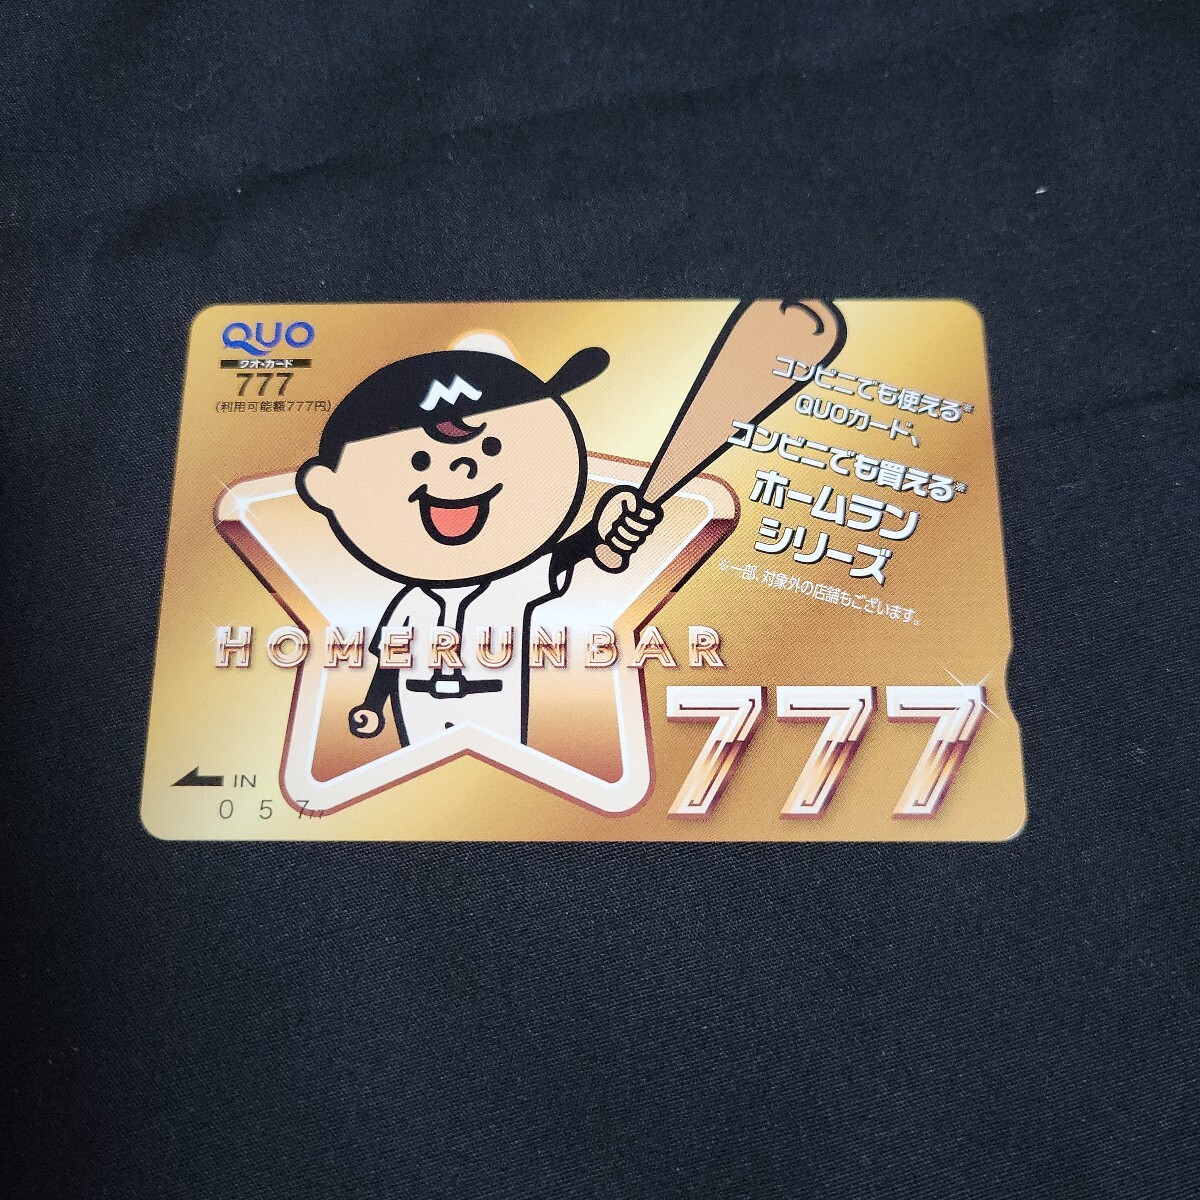 QUO
クオ・カード
777
(利用可能額777円)
M
コンビニでも使える※
QUOカード、
コンビニでも買える※
ホームラン
シリーズ
※一部、対象外の店舗もございます。
HOMERUNBAR
777
IN
0 5 777